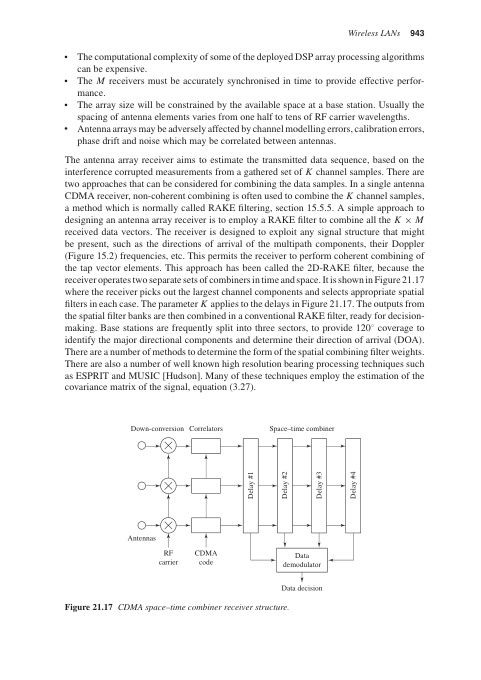 Wireless LANs 943
• The computational complexity of some of the deployed DSP array processing algorithms
can be expensive.
• The M receivers must be accurately synchronised in time to provide effective perfor-
mance.
• The array size will be constrained by the available space at a base station. Usually the
spacing of antenna elements varies from one half to tens of RF carrier wavelengths.
• Antenna arrays may be adversely affected by channel modelling errors, calibration errors,
phase drift and noise which may be correlated between antennas.
The antenna array receiver aims to estimate the transmitted data sequence, based on the
interference corrupted measurements from a gathered set of K channel samples. There are
two approaches that can be considered for combining the data samples. In a single antenna
CDMA receiver, non-coherent combining is often used to combine the K channel samples,
a method which is normally called RAKE filtering, section 15.5.5. A simple approach to
designing an antenna array receiver is to employ a RAKE filter to combine all the K × M
received data vectors. The receiver is designed to exploit any signal structure that might
be present, such as the directions of arrival of the multipath components, their Doppler
(Figure 15.2) frequencies, etc. This permits the receiver to perform coherent combining of
the tap vector elements. This approach has been called the 2D-RAKE filter, because the
receiver operates two separate sets of combiners in time and space. It is shown in Figure 21.17
where the receiver picks out the largest channel components and selects appropriate spatial
filters in each case. The parameter K applies to the delays in Figure 21.17. The outputs from
the spatial filter banks are then combined in a conventional RAKE filter, ready for decision-
making. Base stations are frequently split into three sectors, to provide 120° coverage to
identify the major directional components and determine their direction of arrival (DOA).
There are a number of methods to determine the form of the spatial combining filter weights.
There are also a number of well known high resolution bearing processing techniques such
as ESPRIT and MUSIC [Hudson]. Many of these techniques employ the estimation of the
covariance matrix of the signal, equation (3.27).
Down-conversion Correlators Space–time combiner
Delay #1 Delay #2 Delay #3 Delay #4
Antennas
RF
carrier
CDMA
code
Data
demodulator
Data decision
Figure 21.17 CDMA space–time combiner receiver structure.